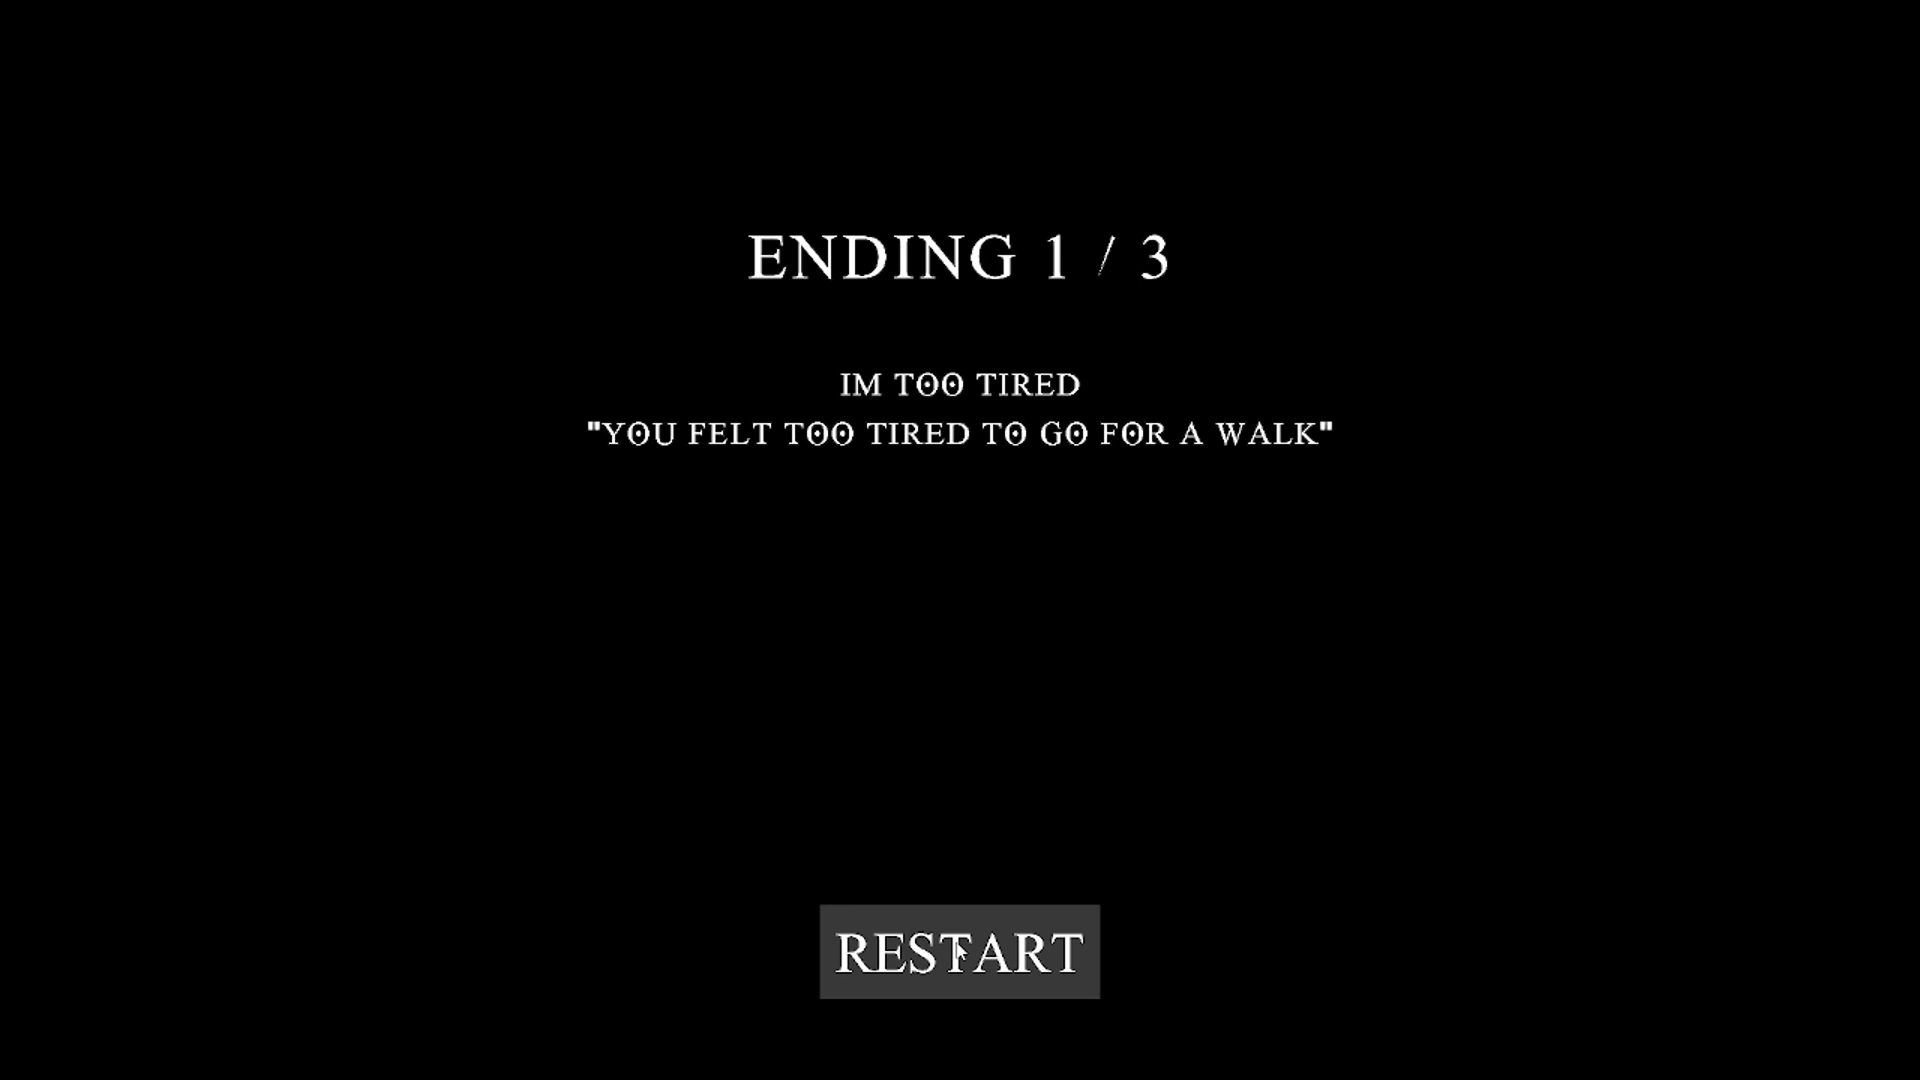 ENDING 1 / 3
IM TOO TIRED
"YOU FELT TOO TIRED TO GO FOR A WALK"
RESTART